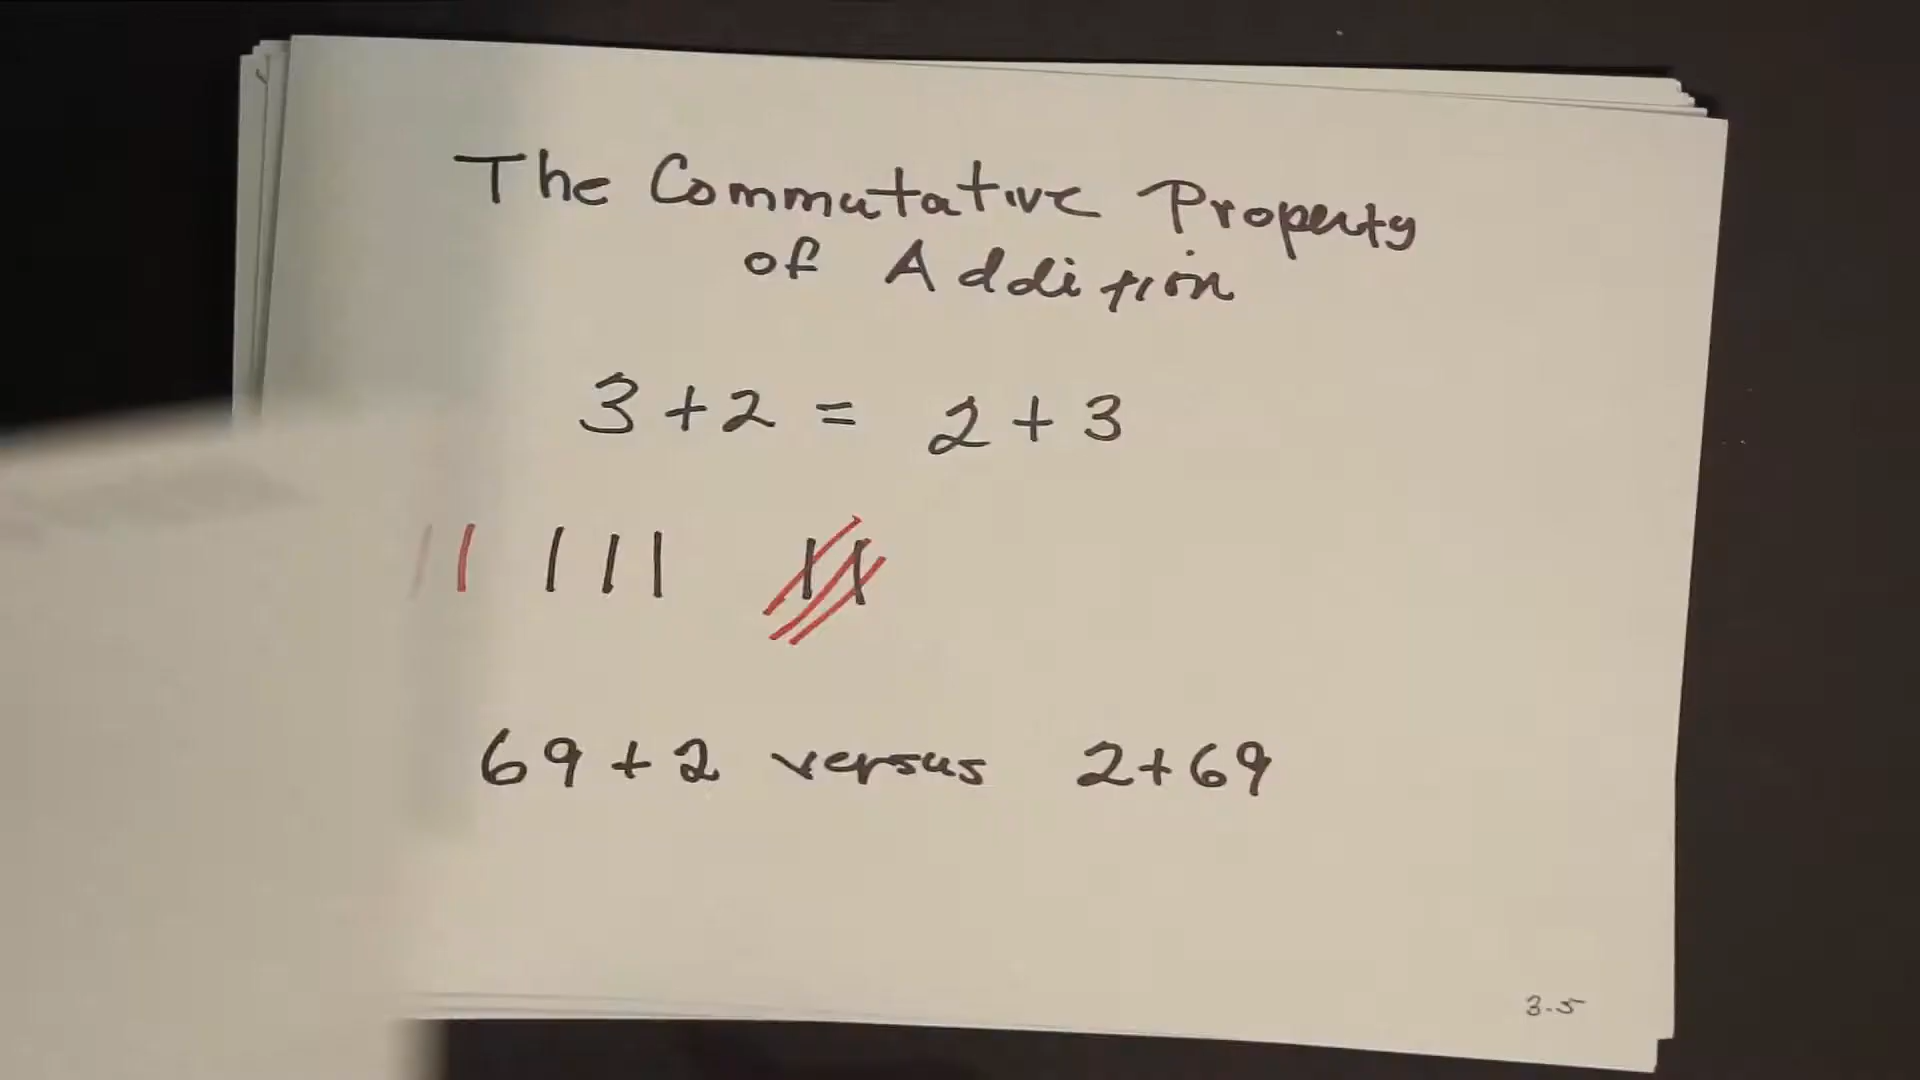 The Commutative Property
of Addition
3 + 2 = 2 + 3
69 + 2 versus 2 + 69
3-5